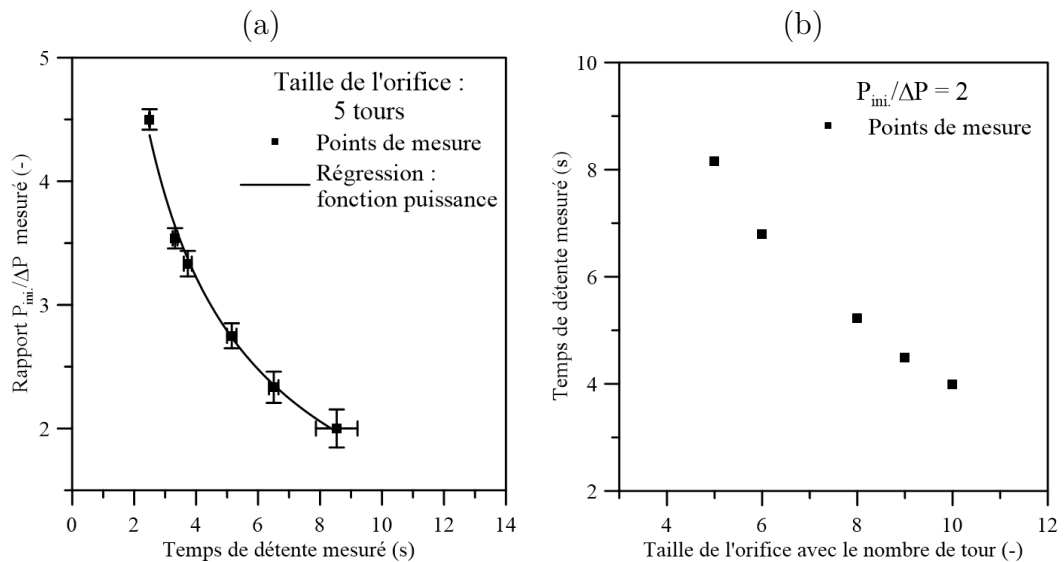 (a)
5
4
3
2
Rapport P_ini./ΔP mesuré (-)
Taille de l'orifice :
5 tours
Points de mesure
Régression :
fonction puissance
0 2 4 6 8 10 12 14
Temps de détente mesuré (s)
(b)
10
8
6
4
2
Temps de détente mesuré (s)
P_ini./ΔP = 2
Points de mesure
4 6 8 10 12
Taille de l'orifice avec le nombre de tour (-)